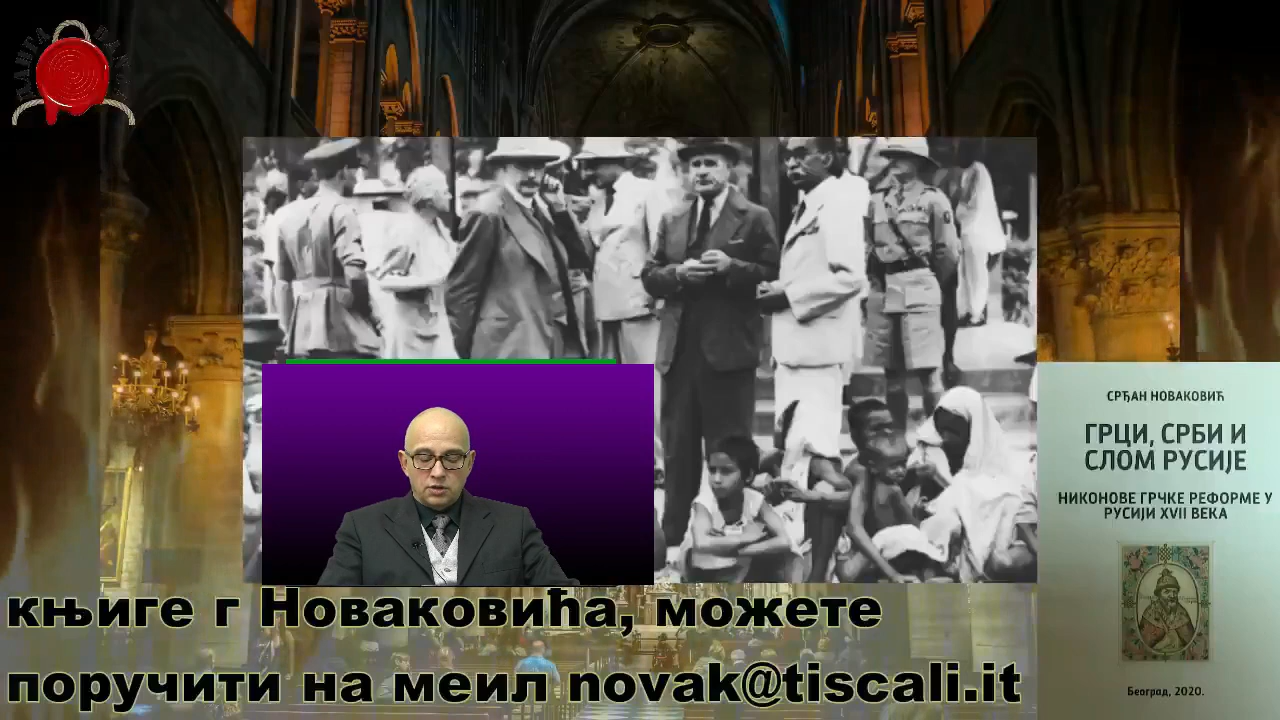 СРЂАН НОВАКОВИЋ
ГРЦИ, СРБИ И
СЛОМ РУСИЈЕ
НИКОНОВЕ ГРЧКЕ РЕФОРМЕ У
РУСИЈИ XVII ВЕКА
Београд, 2020.
књиге г Новаковића, можете
поручити на меил novak@tiscali.it